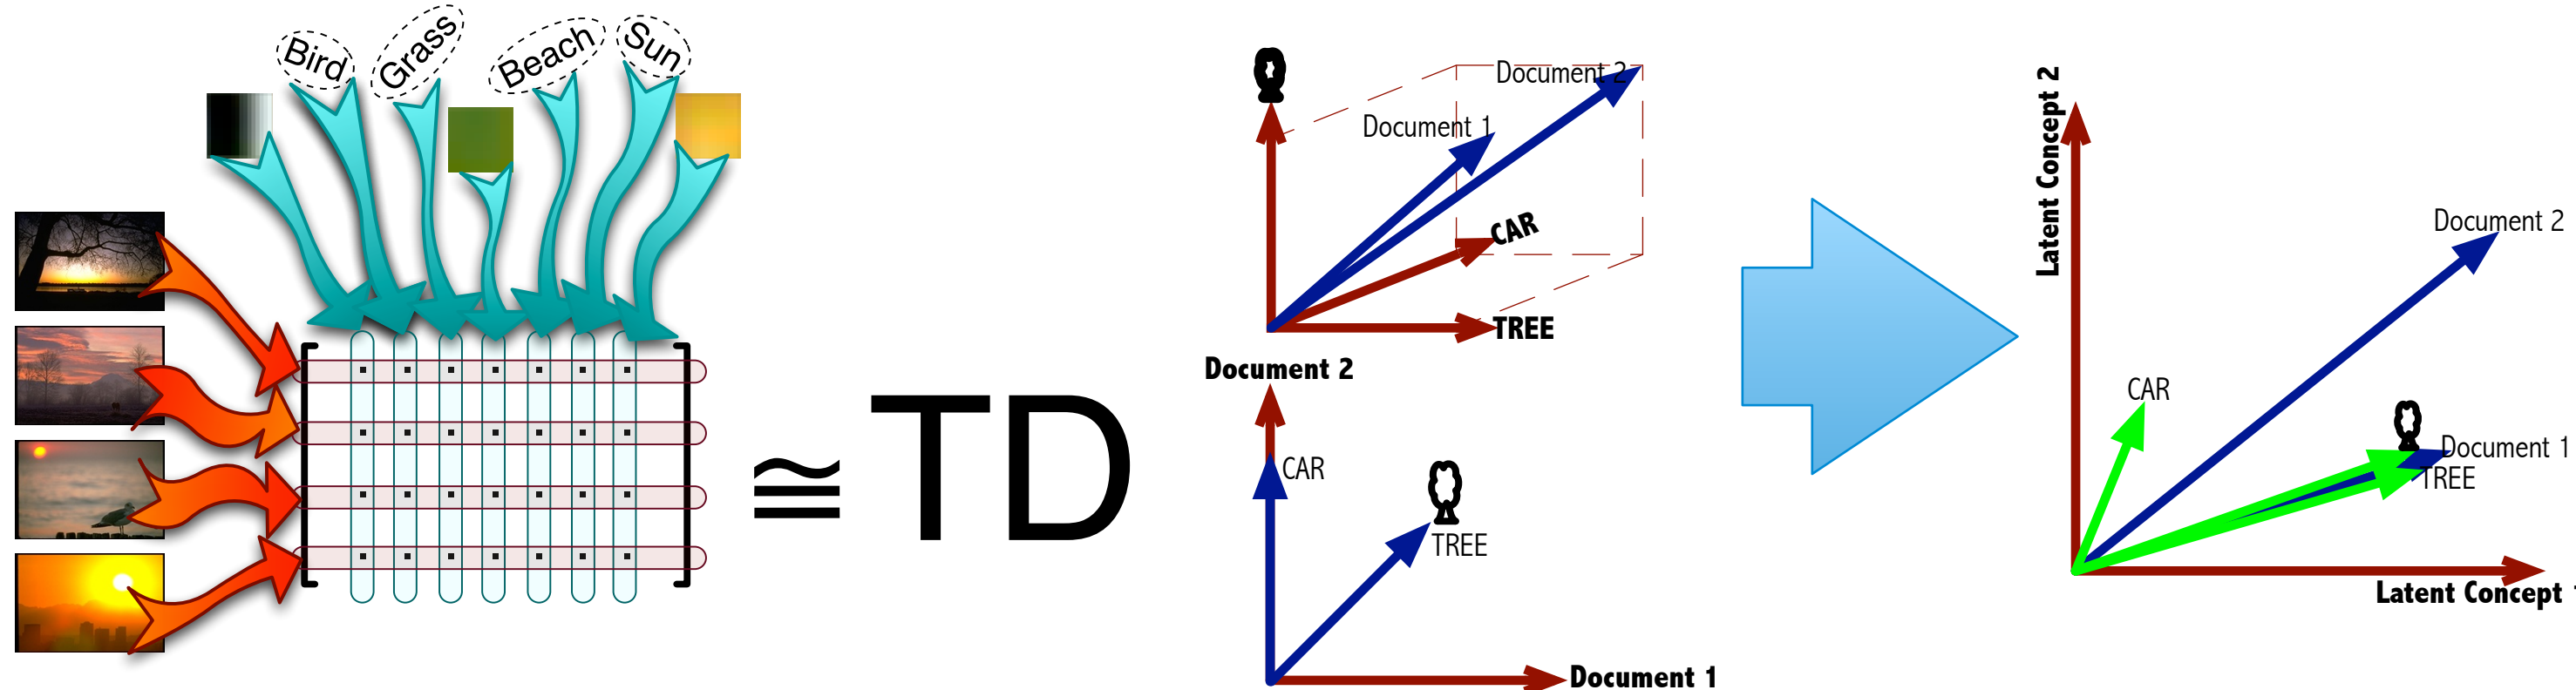 Bird
Grass
Beach
Sun
≅ TD
Document 2
Document 1
CAR
TREE
Document 2
CAR
TREE
Document 1
Latent Concept 2
Document 2
CAR
Document 1
TREE
Latent Concept